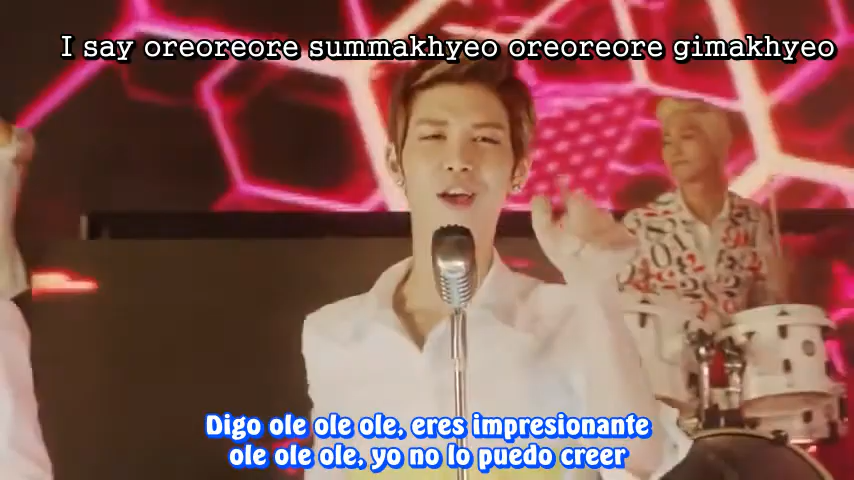 I say oreoreore summakhyeo oreoreore gimakhyeo
Digo ole ole ole, eres impresionante
ole ole ole, yo no lo puedo creer